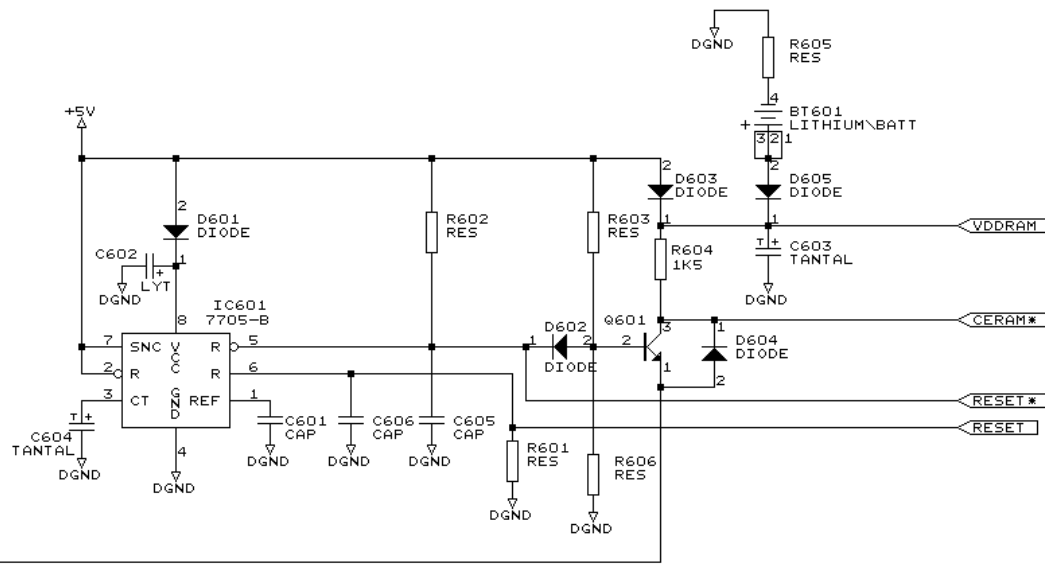 DGND
R605
RES
4
BT601
LITHIUM\BATT
+
3 2 1
+5V
2
D601
DIODE
1
C602
+
LYT
DGND
R602
RES
R603
RES
2
D603
DIODE
1
2
D605
DIODE
1
VDDRAM
R604
1K5
T +
C603
TANTAL
DGND
IC601
7705-B
8
7
SNC
VCC
R
5
2
R
R
6
3
CT
GND
REF
1
4
DGND
T +
C604
TANTAL
DGND
C601
CAP
DGND
C606
CAP
DGND
C605
CAP
DGND
1
D602
DIODE
2
Q601
2
3
1
1
D604
DIODE
2
CERAM*
RESET*
RESET
R601
RES
DGND
R606
RES
DGND